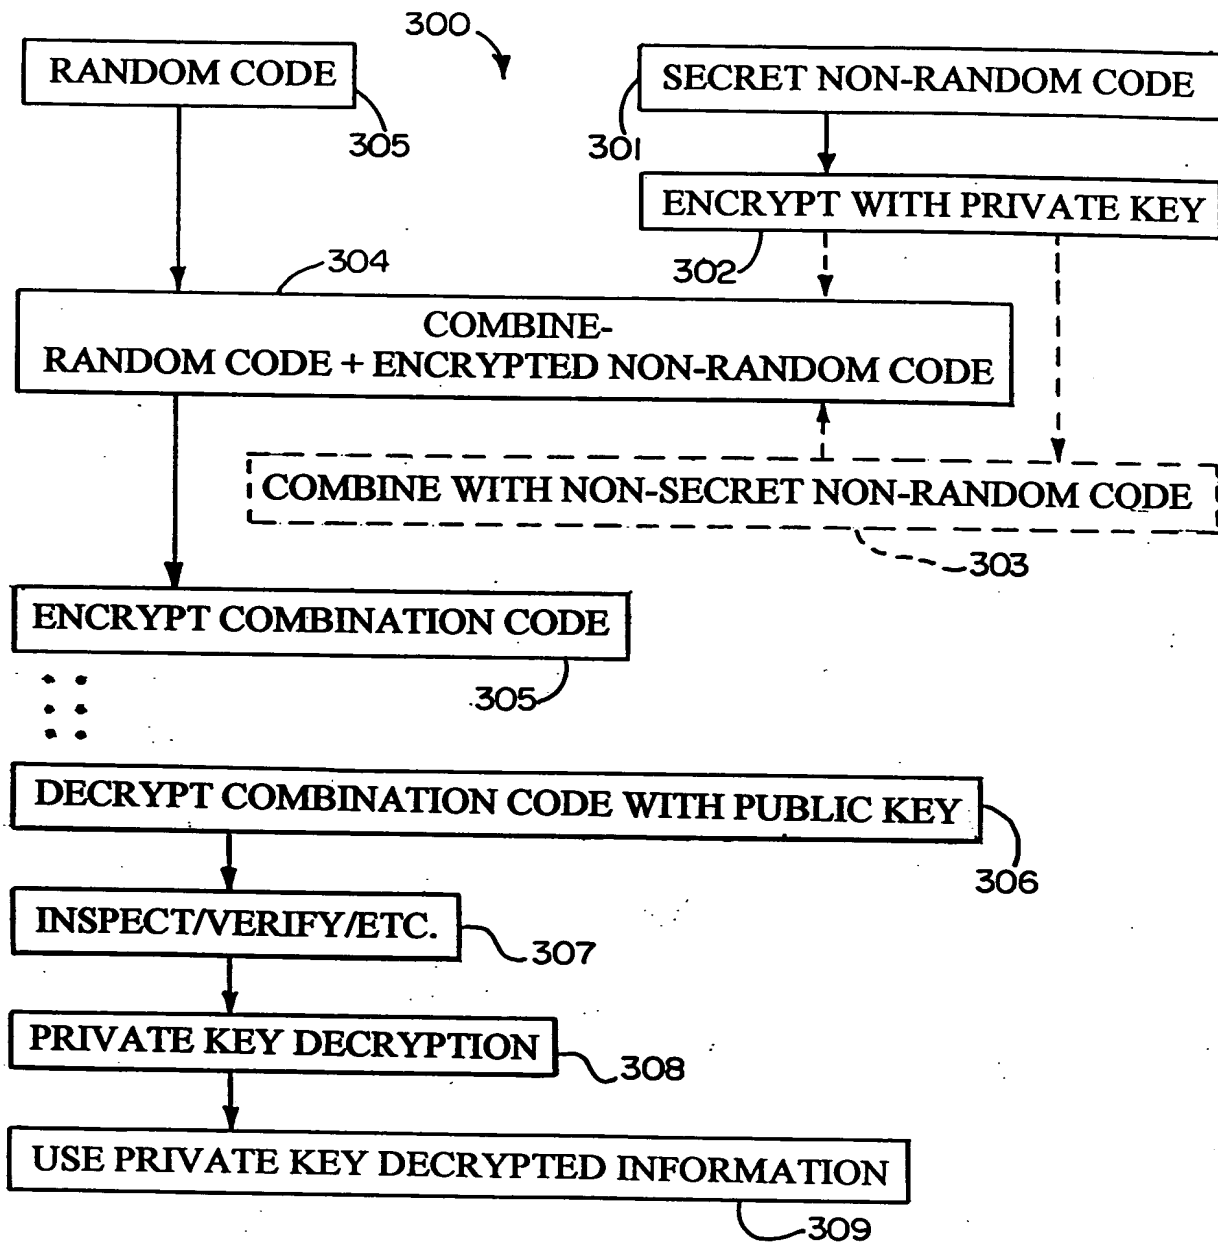 300
RANDOM CODE
305
SECRET NON-RANDOM CODE
301
ENCRYPT WITH PRIVATE KEY
302
304
COMBINE-
RANDOM CODE + ENCRYPTED NON-RANDOM CODE
COMBINE WITH NON-SECRET NON-RANDOM CODE
303
ENCRYPT COMBINATION CODE
305
DECRYPT COMBINATION CODE WITH PUBLIC KEY
306
INSPECT/VERIFY/ETC.
307
PRIVATE KEY DECRYPTION
308
USE PRIVATE KEY DECRYPTED INFORMATION
309